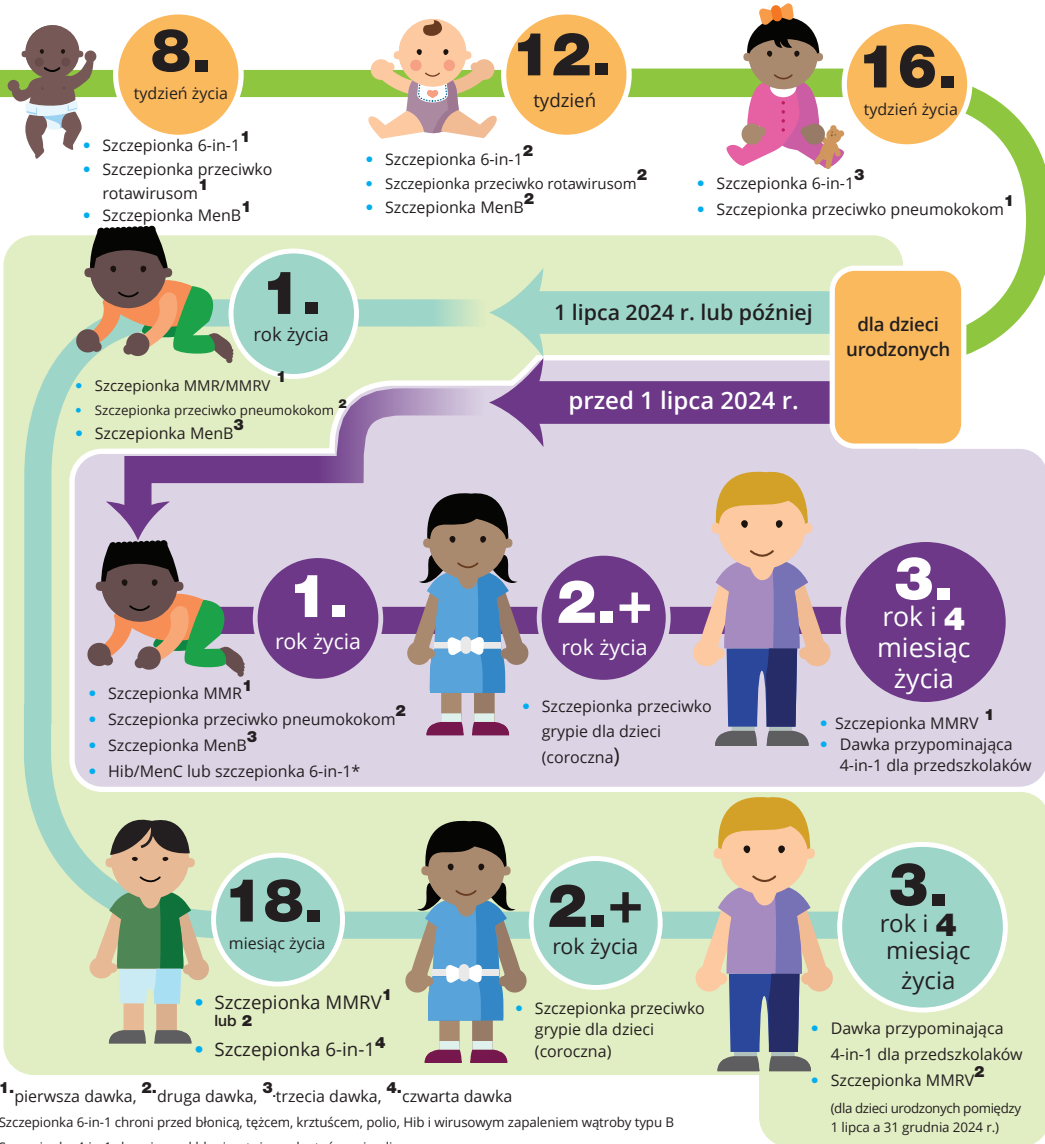 8.
tydzień życia
• Szczepionka 6-in-1 1
• Szczepionka przeciwko
rotawirusom 1
• Szczepionka MenB 1
12.
tydzień
• Szczepionka 6-in-1 2
• Szczepionka przeciwko rotawirusom 2
• Szczepionka MenB 2
16.
tydzień życia
• Szczepionka 6-in-1 3
• Szczepionka przeciwko pneumokokom 1
dla dzieci
urodzonych
1 lipca 2024 r. lub później
1.
rok życia
• Szczepionka MMR/MMRV 1
• Szczepionka przeciwko pneumokokom 2
• Szczepionka MenB 3
przed 1 lipca 2024 r.
1.
rok życia
• Szczepionka MMR 1
• Szczepionka przeciwko pneumokokom 2
• Szczepionka MenB 3
• Hib/MenC lub szczepionka 6-in-1*
2.+
rok życia
• Szczepionka przeciwko
grypie dla dzieci
(coroczna)
3.
rok i 4
miesiąc
życia
• Szczepionka MMRV 1
• Dawka przypominająca
4-in-1 dla przedszkolaków
18.
miesiąc życia
• Szczepionka MMRV 1
lub 2
• Szczepionka 6-in-1 4
2.+
rok życia
• Szczepionka przeciwko
grypie dla dzieci
(coroczna)
3.
rok i 4
miesiąc
życia
• Dawka przypominająca
4-in-1 dla przedszkolaków
• Szczepionka MMRV 2
(dla dzieci urodzonych pomiędzy
1 lipca a 31 grudnia 2024 r.)
1. pierwsza dawka, 2. druga dawka, 3. trzecia dawka, 4. czwarta dawka
Szczepionka 6-in-1 chroni przed błonicą, tężcem, krztuścem, polio, Hib i wirusowym zapaleniem wątroby typu B